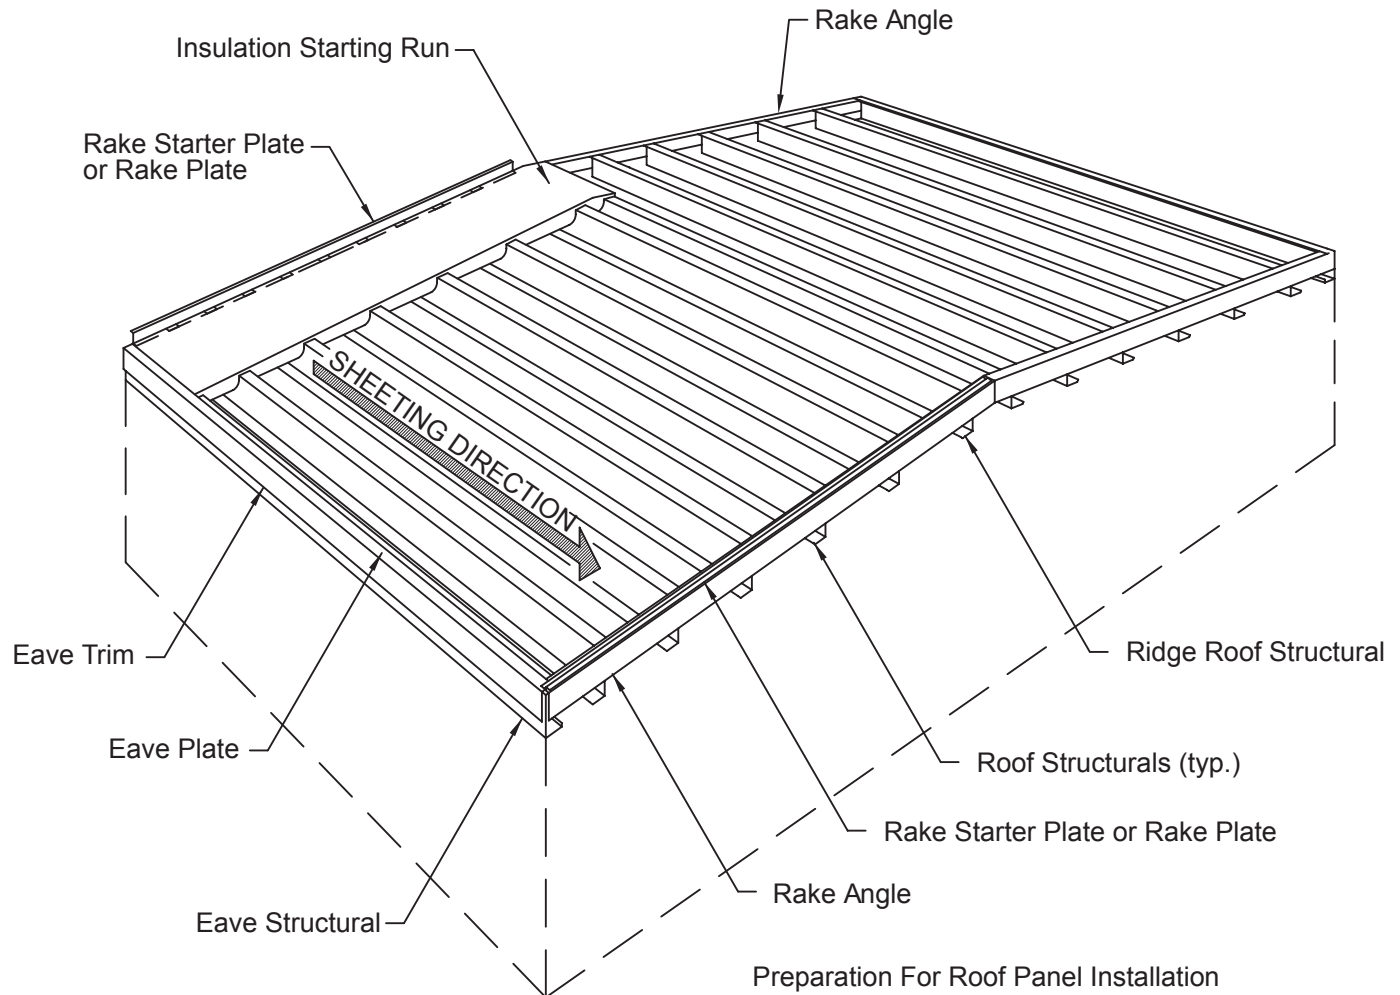 Rake Angle
Insulation Starting Run
Rake Starter Plate
or Rake Plate
SHEETING DIRECTION
Eave Trim
Ridge Roof Structural
Eave Plate
Roof Structurals (typ.)
Rake Starter Plate or Rake Plate
Rake Angle
Eave Structural
Preparation For Roof Panel Installation